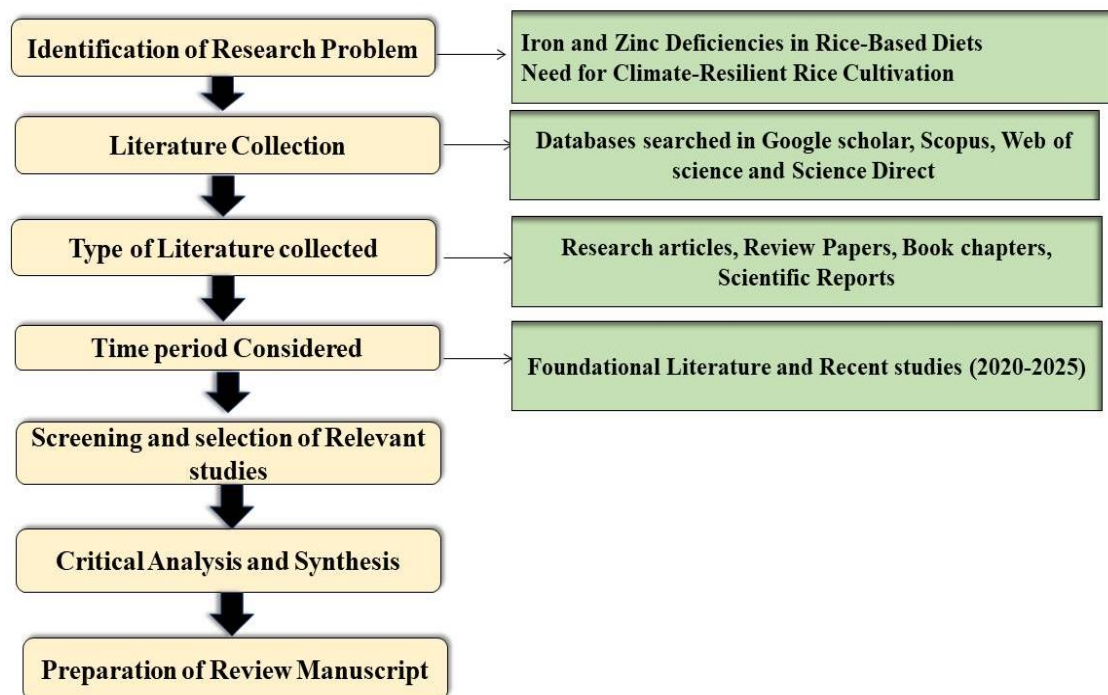 Identification of Research Problem
Iron and Zinc Deficiencies in Rice-Based Diets
Need for Climate-Resilient Rice Cultivation
Literature Collection
Databases searched in Google scholar, Scopus, Web of
science and Science Direct
Type of Literature collected
Research articles, Review Papers, Book chapters,
Scientific Reports
Time period Considered
Foundational Literature and Recent studies (2020-2025)
Screening and selection of Relevant
studies
Critical Analysis and Synthesis
Preparation of Review Manuscript